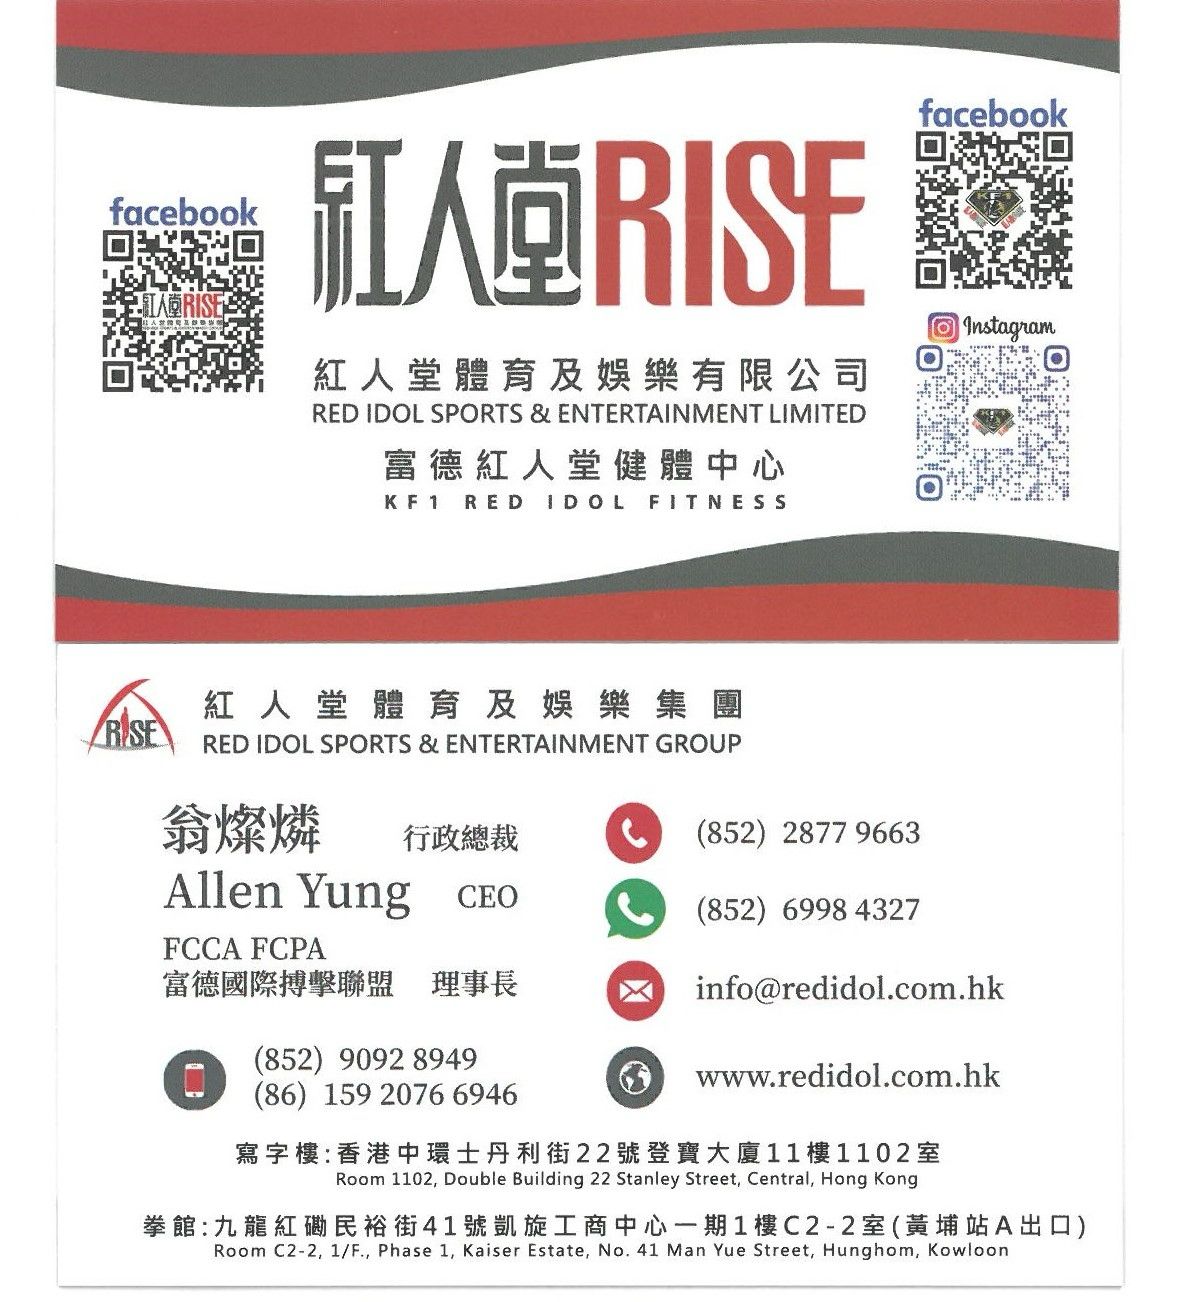 facebook
紅人堂RISE
facebook
紅人堂RISE
Instagram
紅人堂體育及娛樂有限公司
RED IDOL SPORTS & ENTERTAINMENT LIMITED
富德紅人堂健體中心
KF1 RED IDOL FITNESS
RISE
紅人堂體育及娛樂集團
RED IDOL SPORTS & ENTERTAINMENT GROUP
翁燦燐 行政總裁
Allen Yung CEO
FCCA FCPA
富德國際搏擊聯盟 理事長
(852) 9092 8949
(86) 159 2076 6946
(852) 2877 9663
(852) 6998 4327
info@redidol.com.hk
www.redidol.com.hk
寫字樓:香港中環士丹利街22號登寶大廈11樓1102室
Room 1102, Double Building 22 Stanley Street, Central, Hong Kong
拳館:九龍紅磡民裕街41號凱旋工商中心一期1樓C2-2室(黃埔站A出口)
Room C2-2, 1/F., Phase 1, Kaiser Estate, No. 41 Man Yue Street, Hunghom, Kowloon